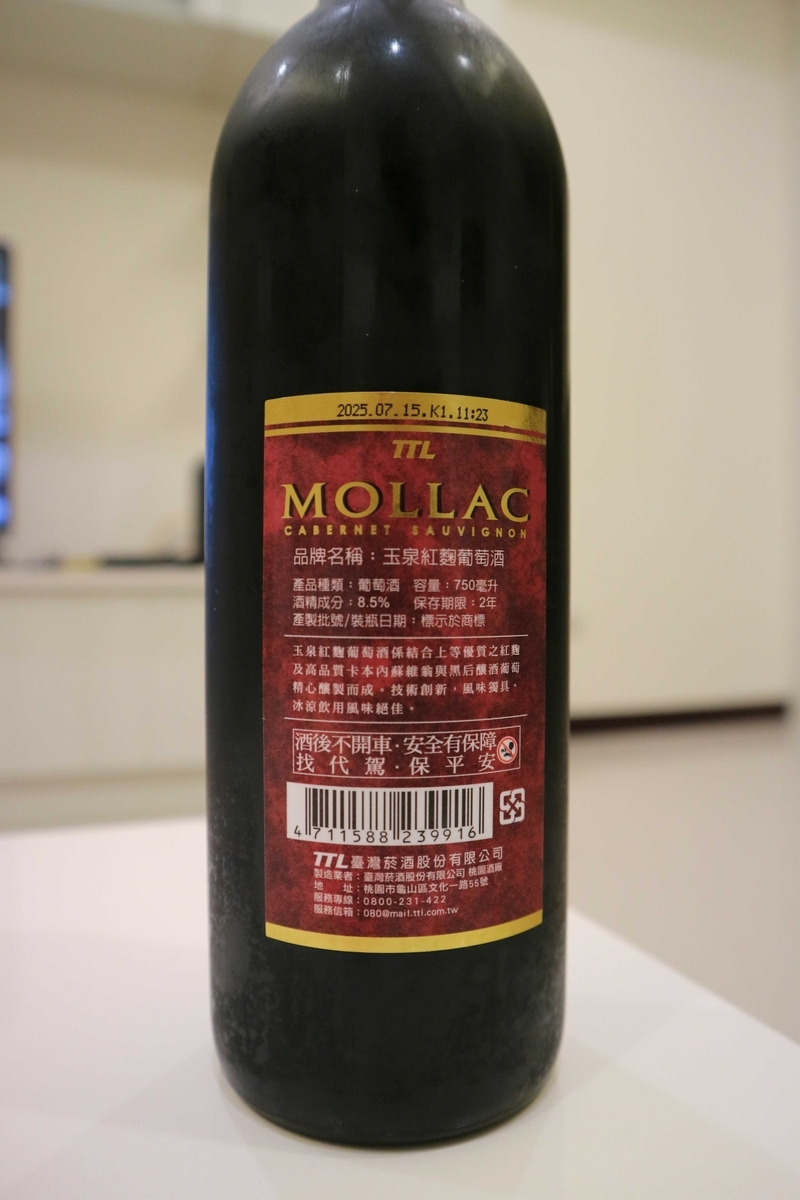 2025.07.15.K1.11:23
TTL
MOLLAC
CABERNET SAUVIGNON
品牌名稱：玉泉紅麴葡萄酒
產品種類：葡萄酒 容量：750毫升
酒精成分：8.5% 保存期限：2年
產製批號/裝瓶日期：標示於商標
玉泉紅麴葡萄酒係結合上等優質之紅麴
及高品質卡本內蘇維翁與黑后釀酒葡萄
精心釀製而成。技術創新，風味獨具，
冰涼飲用風味絕佳。
酒後不開車·安全有保障
找代駕·保平安
4 711588 239916
TTL臺灣菸酒股份有限公司
製造業者：臺灣菸酒股份有限公司 桃園酒廠
地 址：桃園市龜山區文化一路55號
服務專線：0800-231-422
服務信箱：080@mail.ttl.com.tw